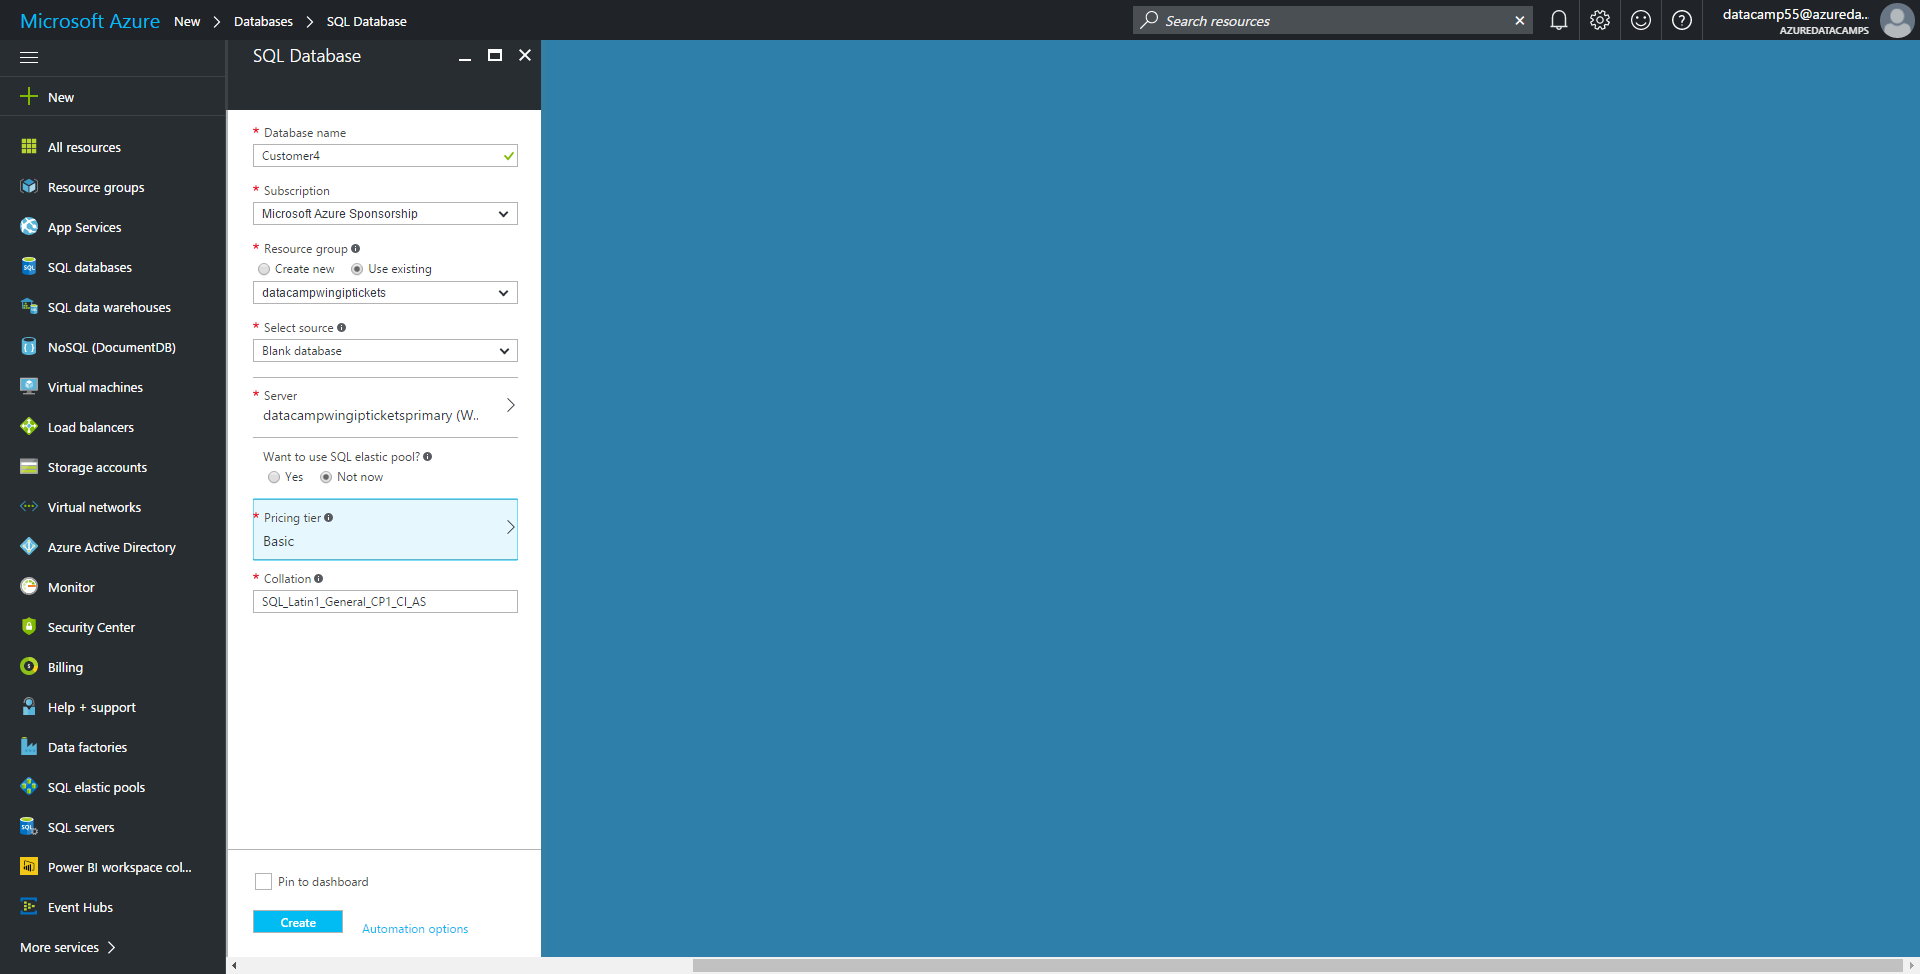 Microsoft Azure New > Databases > SQL Database
Search resources
datacamp55@azureda...
AZUREDATACAMPS
New
All resources
Resource groups
App Services
SQL databases
SQL data warehouses
NoSQL (DocumentDB)
Virtual machines
Load balancers
Storage accounts
Virtual networks
Azure Active Directory
Monitor
Security Center
Billing
Help + support
Data factories
SQL elastic pools
SQL servers
Power BI workspace col...
Event Hubs
More services >
SQL Database
* Database name
Customer4
* Subscription
Microsoft Azure Sponsorship
* Resource group
Create new Use existing
datacampwingiptickets
* Select source
Blank database
* Server
datacampwingipticketsprimary (W..
Want to use SQL elastic pool?
Yes Not now
* Pricing tier
Basic
* Collation
SQL_Latin1_General_CP1_CI_AS
Pin to dashboard
Create
Automation options